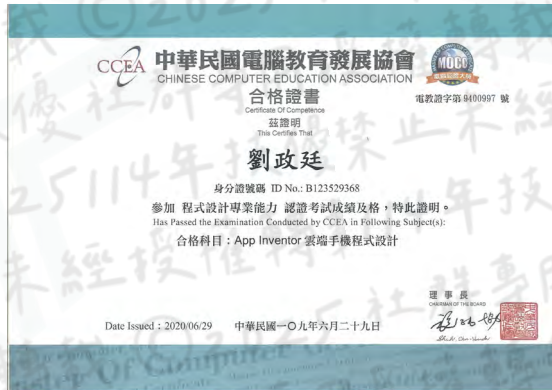 CCEA
中華民國電腦教育發展協會
CHINESE COMPUTER EDUCATION ASSOCIATION
MOCC
合格證書
Certificate Of Competence
電教證字第 9400997 號
茲證明
This Certifies That
劉政廷
身分證號碼 ID No.: B123529368
參加 程式設計專業能力 認證考試成績及格，特此證明。
Has Passed the Examination Conducted by CCEA in Following Subject(s):
合格科目：App Inventor 雲端手機程式設計
理 事 長
CHAIRMAN OF THE BOARD
Date Issued：2020/06/29 中華民國一〇九年六月二十九日